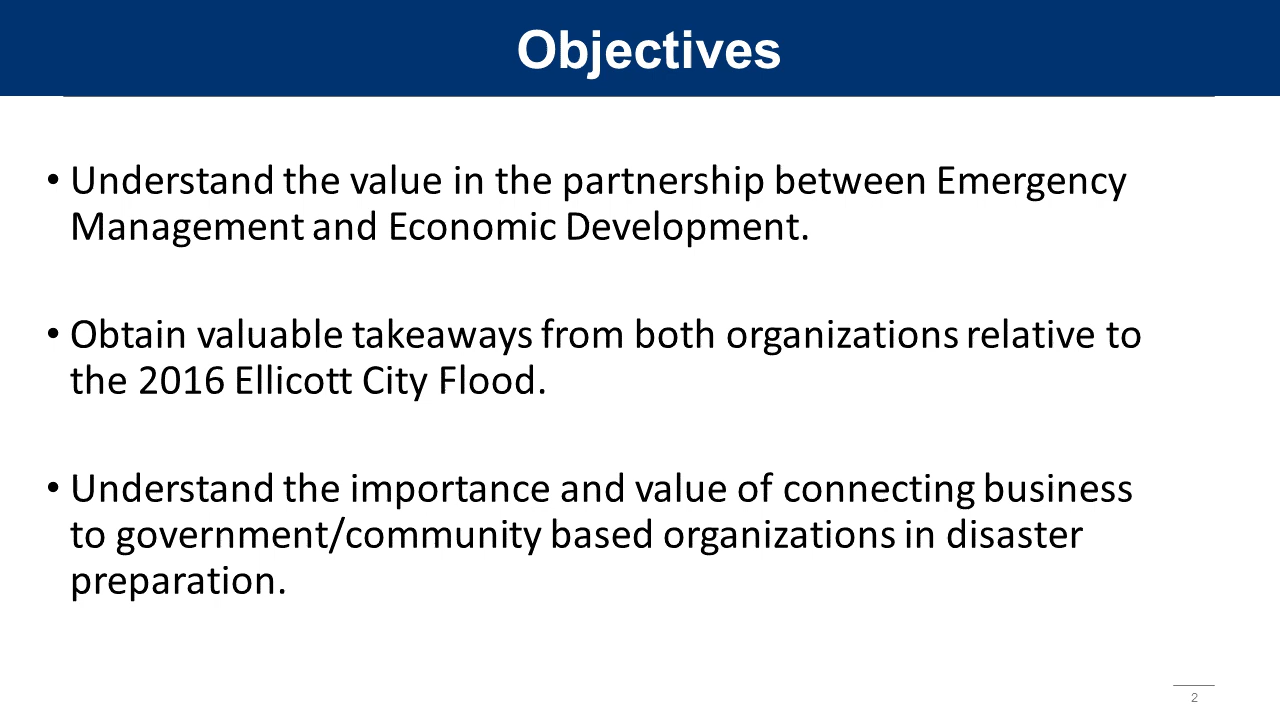 Objectives
• Understand the value in the partnership between Emergency
Management and Economic Development.
• Obtain valuable takeaways from both organizations relative to
the 2016 Ellicott City Flood.
• Understand the importance and value of connecting business
to government/community based organizations in disaster
preparation.
2